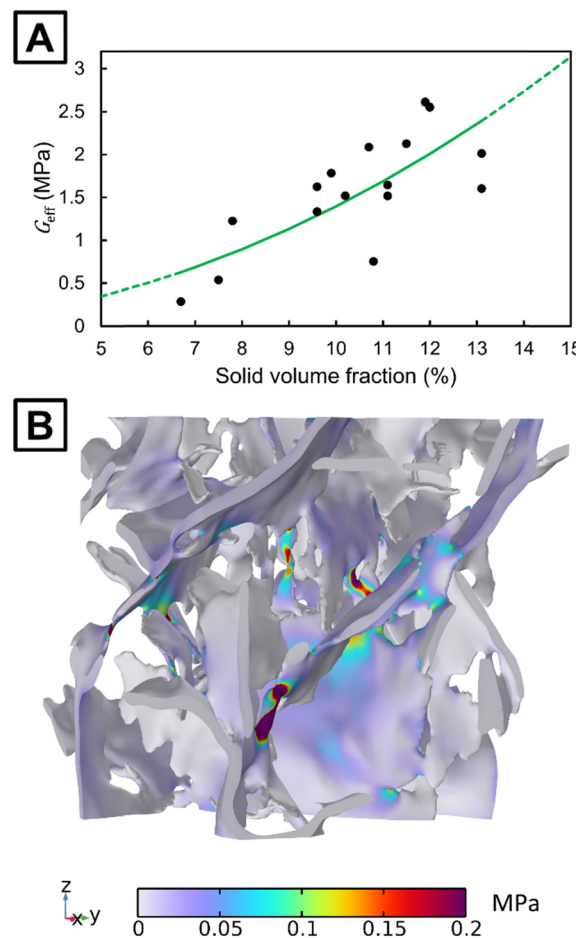 A
G_eff (MPa)
3
2.5
2
1.5
1
0.5
0
5 6 7 8 9 10 11 12 13 14 15
Solid volume fraction (%)
B
z
x y
0 0.05 0.1 0.15 0.2
MPa